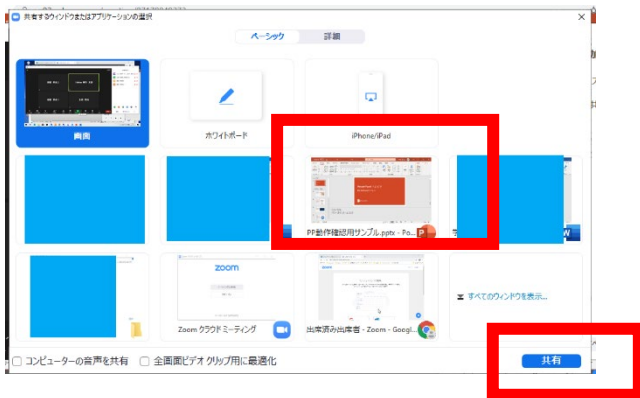 共有するウィンドウまたはアプリケーションの選択
ベーシック 詳細
画面 ホワイトボード iPhone/iPad
PP動作確認用サンプル.pptx - Po...
zoom
Zoom クラウド ミーティング 出席済み出席者 - Zoom - Googl...
すべてのウィンドウを表示...
コンピューターの音声を共有 全画面ビデオ クリップ用に最適化 共有